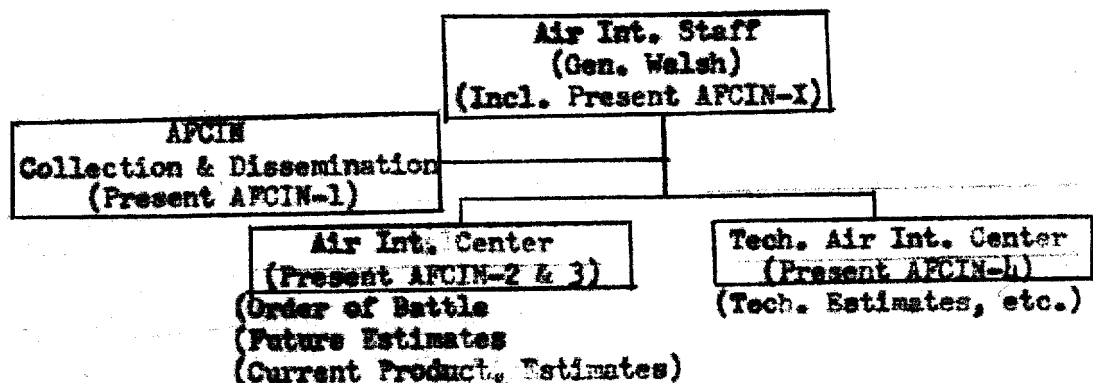 Air Int. Staff
(Gen. Walsh)
(Incl. Present AFCIN-X)
AFCIN
Collection & Dissemination
(Present AFCIN-1)
Air Int. Center
(Present AFCIN-2 & 3)
(Order of Battle
(Future Estimates
(Current Product. Estimates)
Tech. Air Int. Center
(Present AFCIN-4)
(Tech. Estimates, etc.)